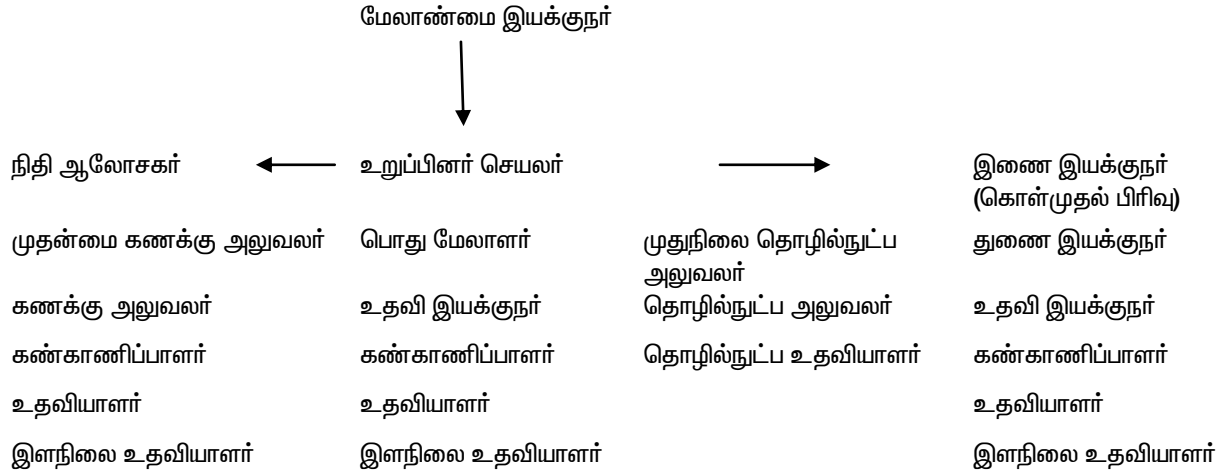 மேலாண்மை இயக்குநர்
நிதி ஆலோசகர் உறுப்பினர் செயலர் இணை இயக்குநர்
(கொள்முதல் பிரிவு)
முதன்மை கணக்கு அலுவலர் பொது மேலாளர் முதுநிலை தொழில்நுட்ப துணை இயக்குநர்
அலுவலர்
கணக்கு அலுவலர் உதவி இயக்குநர் தொழில்நுட்ப அலுவலர் உதவி இயக்குநர்
கண்காணிப்பாளர் கண்காணிப்பாளர் தொழில்நுட்ப உதவியாளர் கண்காணிப்பாளர்
உதவியாளர் உதவியாளர் உதவியாளர்
இளநிலை உதவியாளர் இளநிலை உதவியாளர் இளநிலை உதவியாளர்